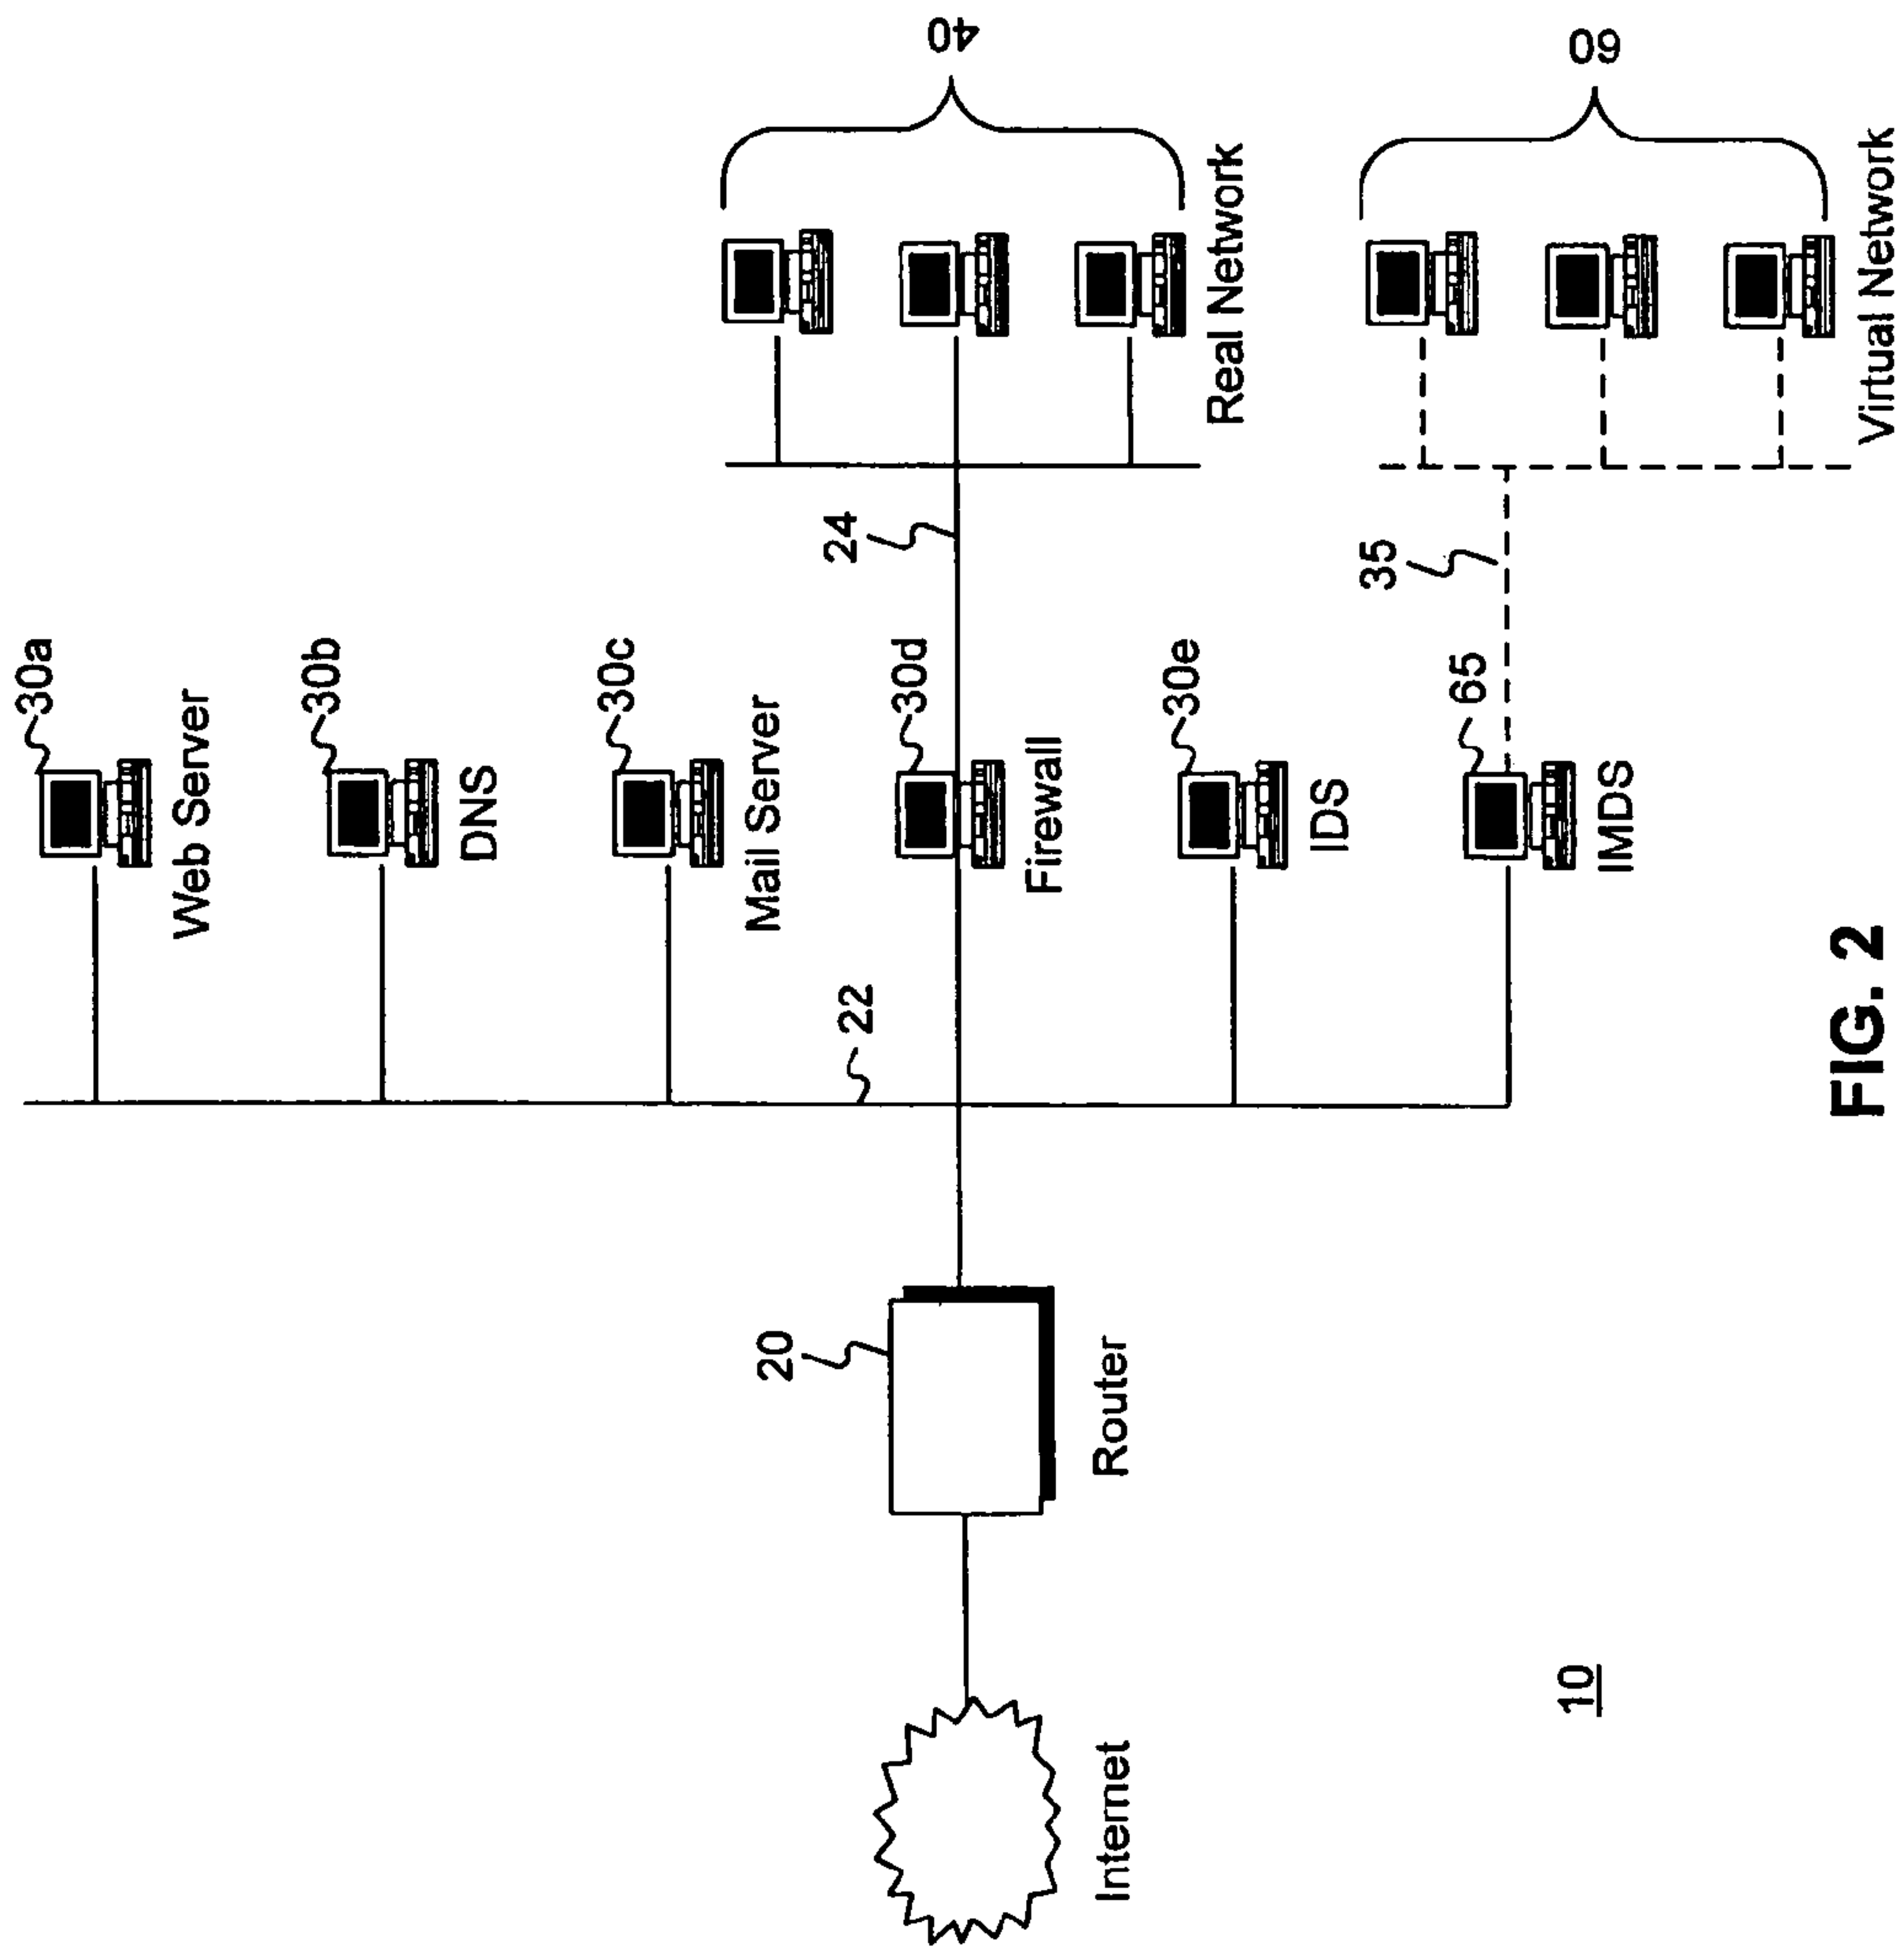 30a
Web Server
30b
DNS
30c
Mail Server
20
22
24
40
30d
Firewall
Router
Internet
Real Network
30e
IDS
35
65
IMDS
60
10
Virtual Network
FIG. 2